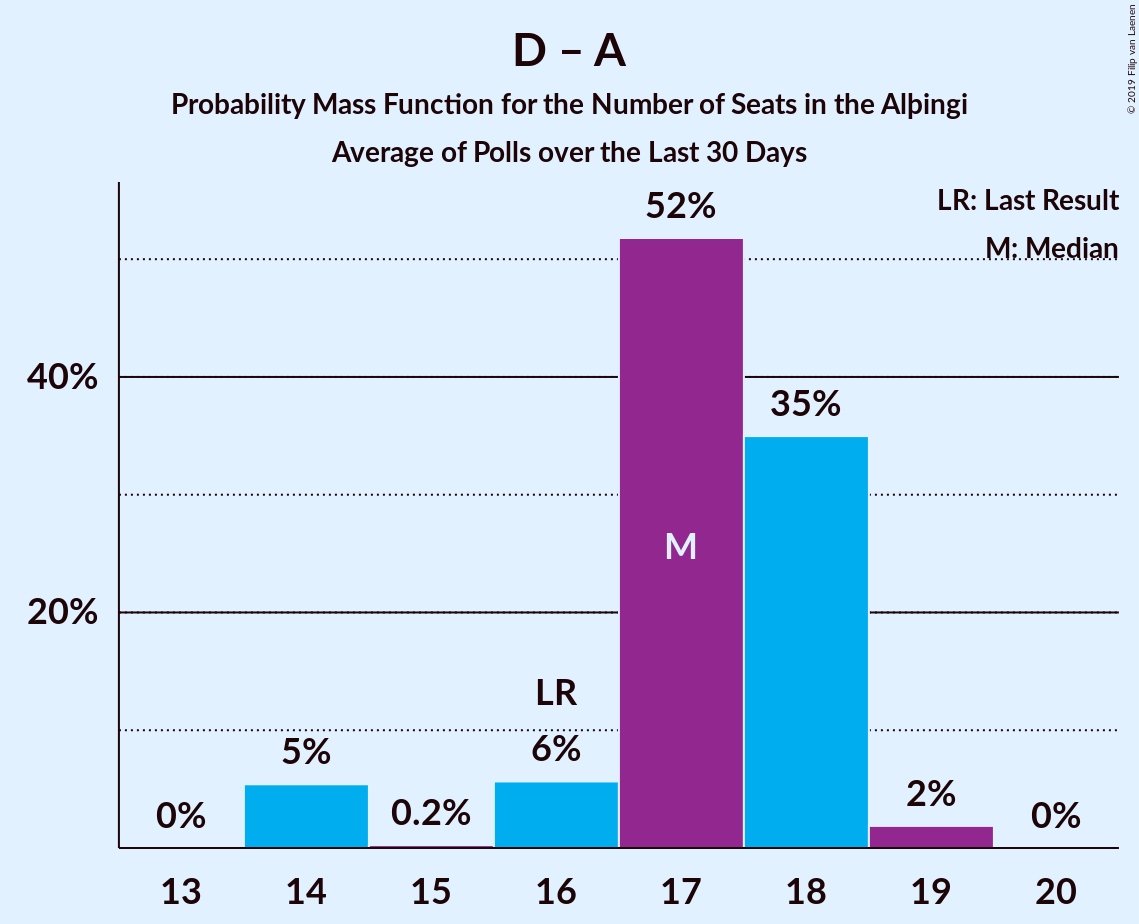 D – A
Probability Mass Function for the Number of Seats in the Alþingi
Average of Polls over the Last 30 Days
© 2019 Filip van Laenen
LR: Last Result
M: Median
40%
20%
0%
5%
0.2%
LR
6%
52%
M
35%
2%
0%
13 14 15 16 17 18 19 20